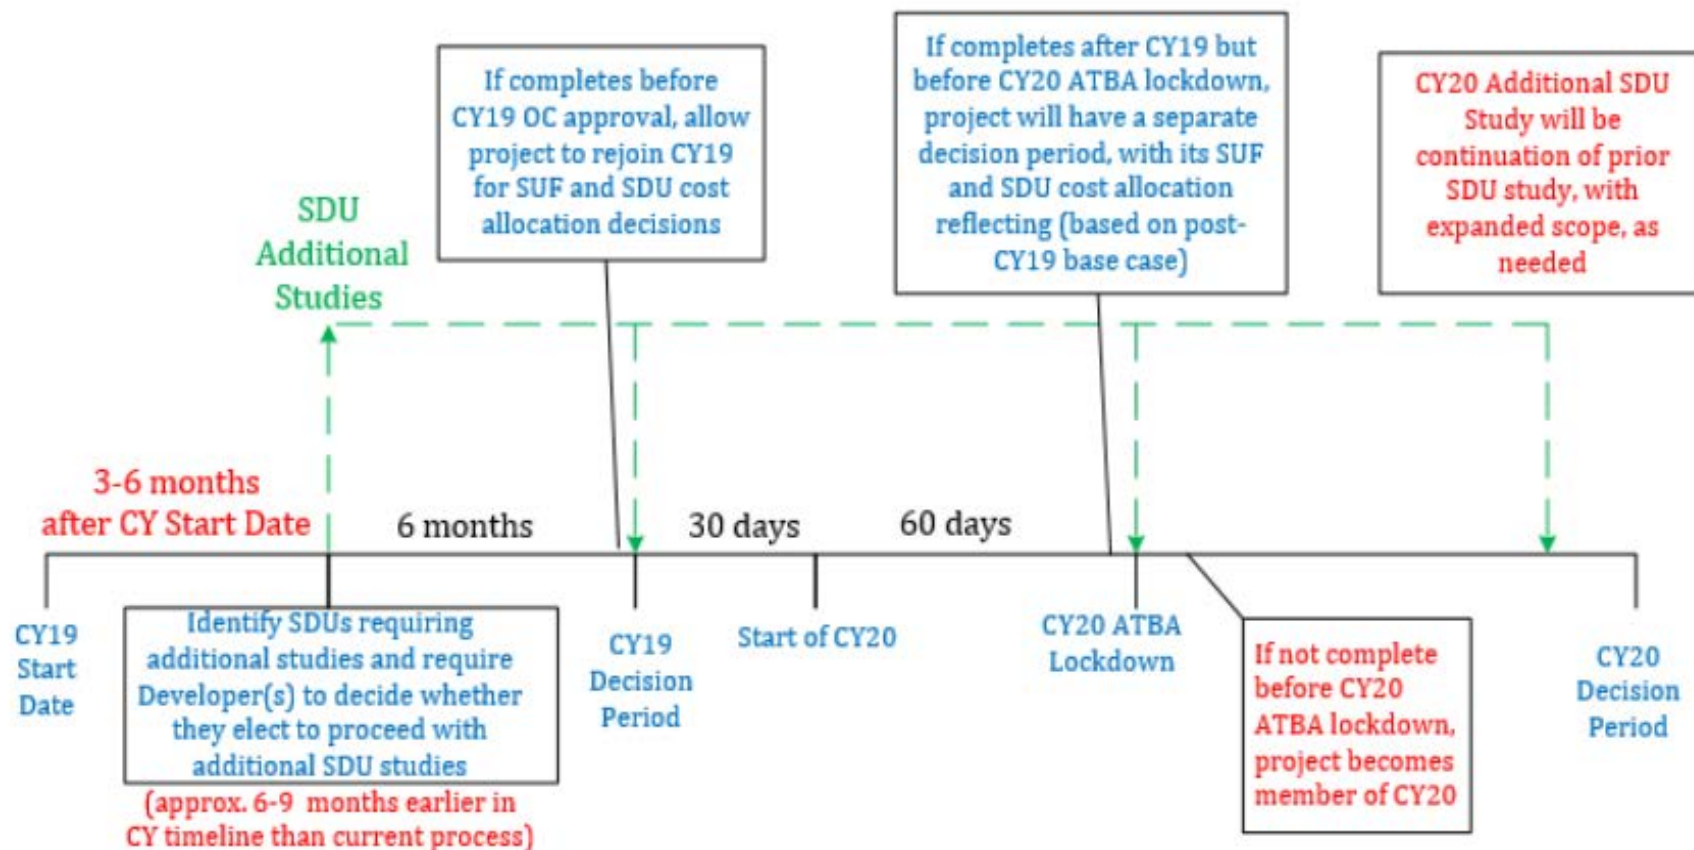 If completes before
CY19 OC approval, allow
project to rejoin CY19
for SUF and SDU cost
allocation decisions
If completes after CY19 but
before CY20 ATBA lockdown,
project will have a separate
decision period, with its SUF
and SDU cost allocation
reflecting (based on post-
CY19 base case)
CY20 Additional SDU
Study will be
continuation of prior
SDU study, with
expanded scope, as
needed
SDU
Additional
Studies
3-6 months
after CY Start Date
6 months
30 days
60 days
CY19
Start
Date
Identify SDUs requiring
additional studies and require
Developer(s) to decide whether
they elect to proceed with
additional SDU studies
(approx. 6-9 months earlier in
CY timeline than current process)
CY19
Decision
Period
Start of CY20
CY20 ATBA
Lockdown
If not complete
before CY20
ATBA lockdown,
project becomes
member of CY20
CY20
Decision
Period